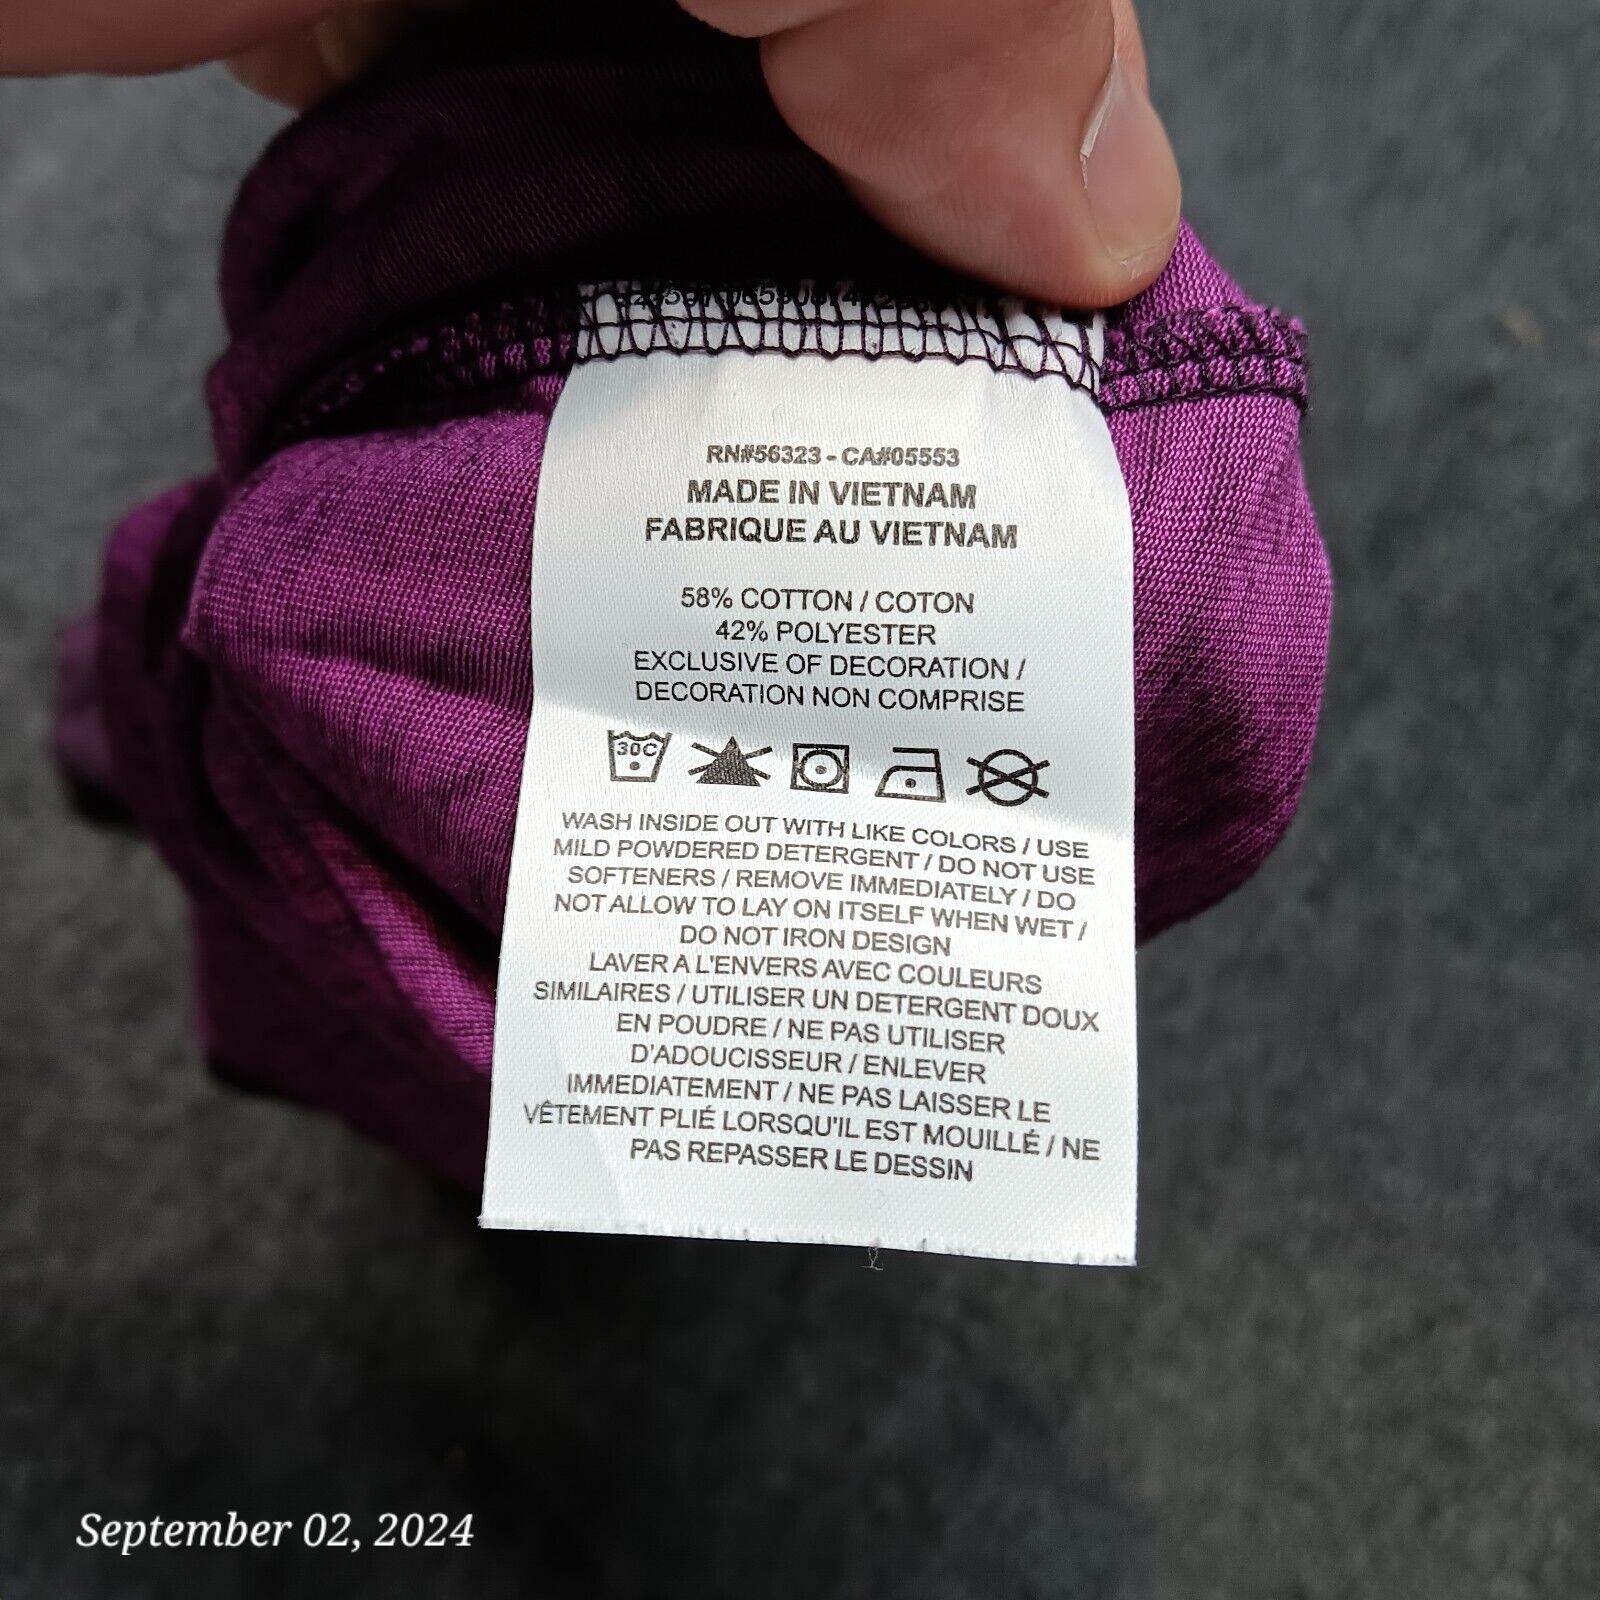 RN#56323 - CA#05553
MADE IN VIETNAM
FABRIQUE AU VIETNAM
58% COTTON / COTON
42% POLYESTER
EXCLUSIVE OF DECORATION /
DECORATION NON COMPRISE
30C
WASH INSIDE OUT WITH LIKE COLORS / USE
MILD POWDERED DETERGENT / DO NOT USE
SOFTENERS / REMOVE IMMEDIATELY / DO
NOT ALLOW TO LAY ON ITSELF WHEN WET /
DO NOT IRON DESIGN
LAVER A L'ENVERS AVEC COULEURS
SIMILAIRES / UTILISER UN DETERGENT DOUX
EN POUDRE / NE PAS UTILISER
D'ADOUCISSEUR / ENLEVER
IMMEDIATEMENT / NE PAS LAISSER LE
VÊTEMENT PLIÉ LORSQU'IL EST MOUILLÉ / NE
PAS REPASSER LE DESSIN
September 02, 2024